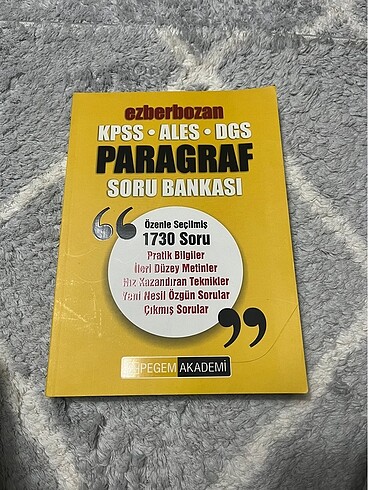 ezberbozan
KPSS • ALES • DGS
PARAGRAF
SORU BANKASI
Özenle Seçilmiş
1730 Soru
Pratik Bilgiler
İleri Düzey Metinler
Hız Kazandıran Teknikler
Yeni Nesil Özgün Sorular
Çıkmış Sorular
PEGEM AKADEMİ